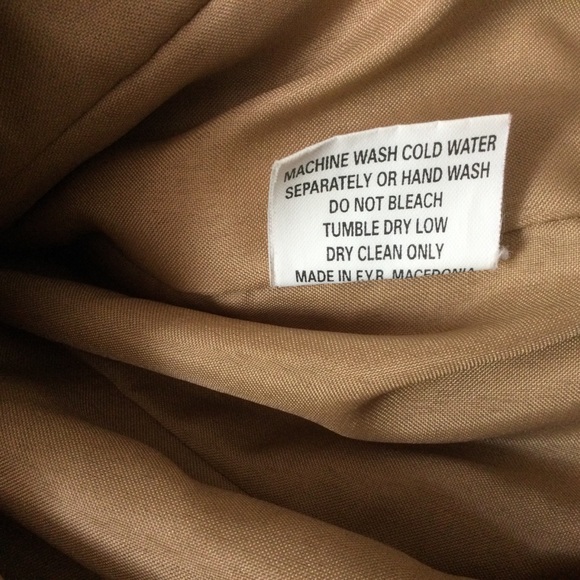 MACHINE WASH COLD WATER
SEPARATELY OR HAND WASH
DO NOT BLEACH
TUMBLE DRY LOW
DRY CLEAN ONLY
MADE IN F.Y.R. MACEDONIA